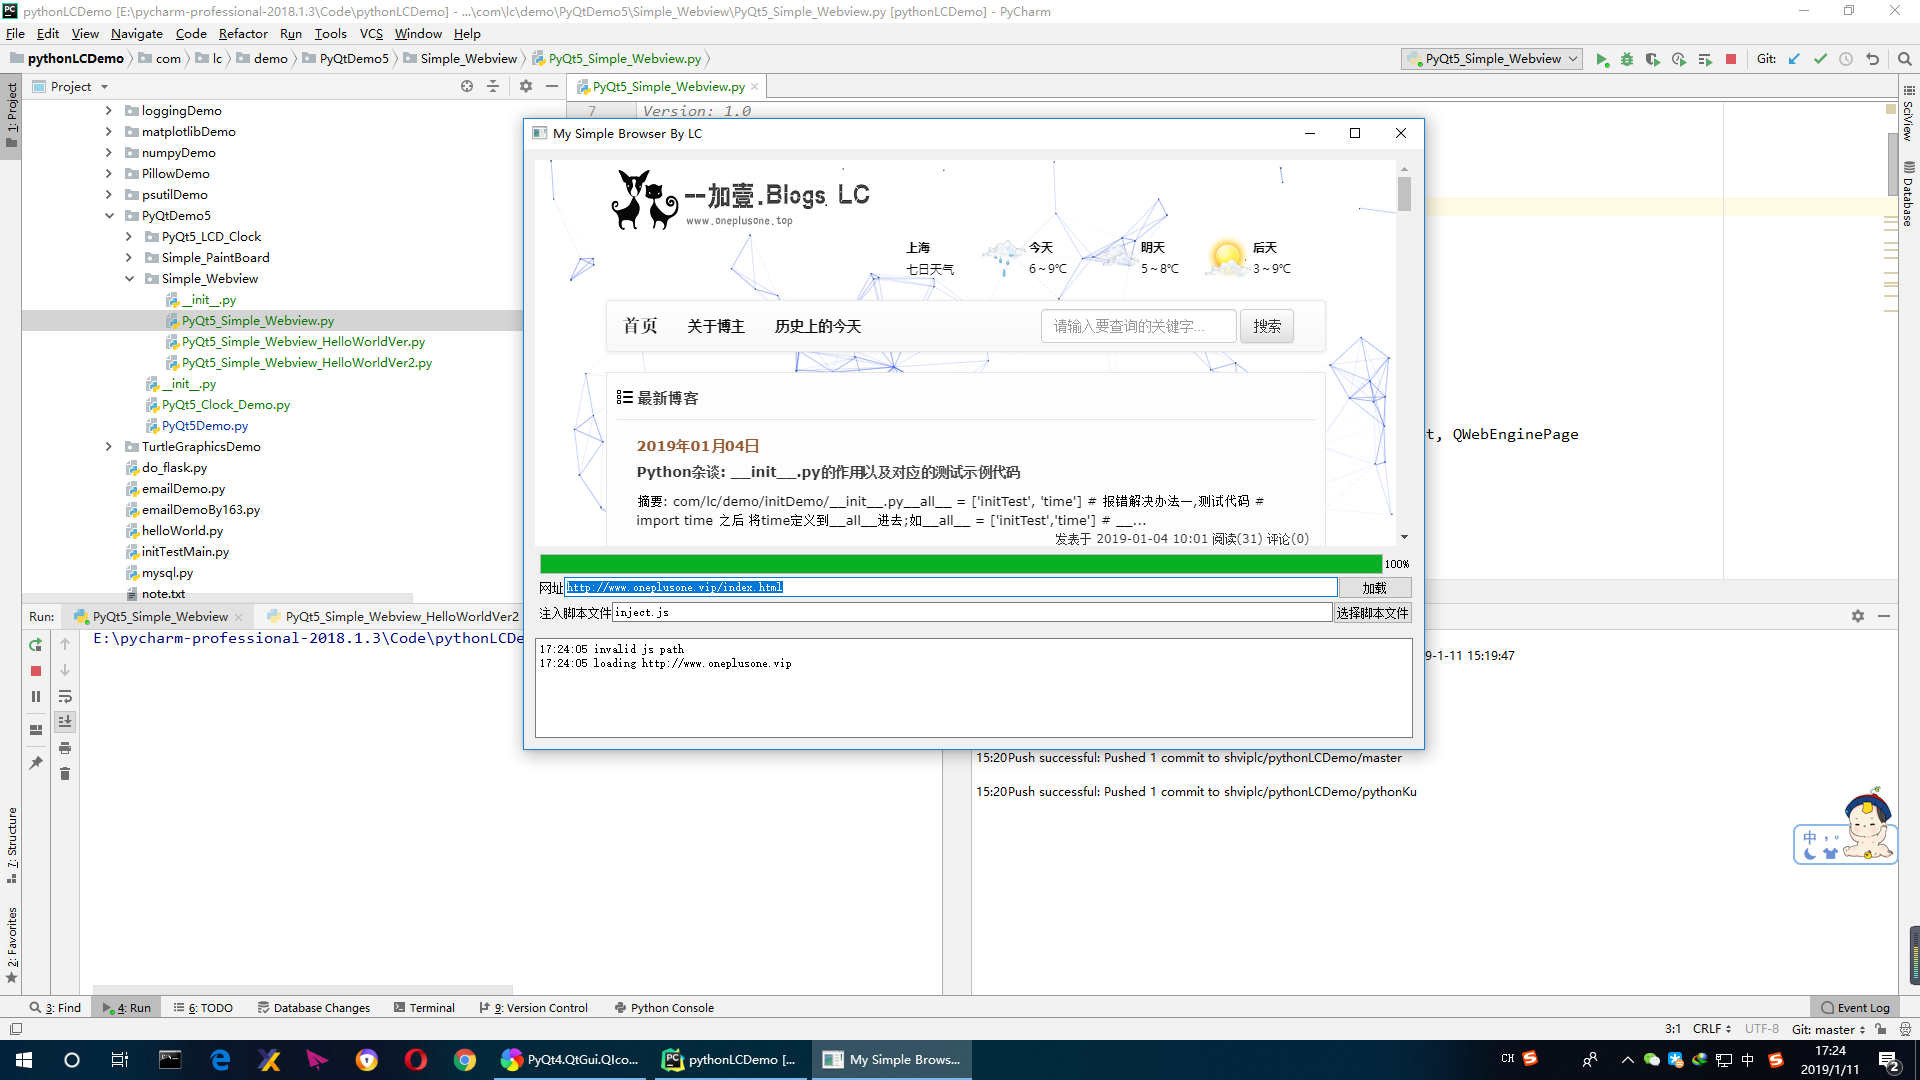 pythonLCDemo [E:\pycharm-professional-2018.1.3\Code\pythonLCDemo] - ...\com\lc\demo\PyQtDemo5\Simple_Webview\PyQt5_Simple_Webview.py [pythonLCDemo] - PyCharm
File Edit View Navigate Code Refactor Run Tools VCS Window Help
pythonLCDemo com lc demo PyQtDemo5 Simple_Webview PyQt5_Simple_Webview.py PyQt5_Simple_Webview Git:
1: Project
Project
PyQt5_Simple_Webview.py
SciView
Database
7 Version: 1.0
loggingDemo
matplotlibDemo
numpyDemo
PillowDemo
psutilDemo
PyQtDemo5
PyQt5_LCD_Clock
Simple_PaintBoard
Simple_Webview
__init__.py
PyQt5_Simple_Webview.py
PyQt5_Simple_Webview_HelloWorldVer.py
PyQt5_Simple_Webview_HelloWorldVer2.py
__init__.py
PyQt5_Clock_Demo.py
PyQt5Demo.py
TurtleGraphicsDemo
do_flask.py
emailDemo.py
emailDemoBy163.py
helloWorld.py
initTestMain.py
mysql.py
note.txt
t, QWebEnginePage
My Simple Browser By LC
--加壹.Blogs LC
www.oneplusone.top
上海 今天 明天 后天
七日天气 6~9℃ 5~8℃ 3~9℃
首页 关于博主 历史上的今天 请输入要查询的关键字... 搜索
最新博客
2019年01月04日
Python杂谈: __init__.py的作用以及对应的测试示例代码
摘要: com/lc/demo/initDemo/__init__.py__all__ = ['initTest', 'time'] # 报错解决办法一,测试代码 #
import time 之后 将time定义到__all__进去;如__all__ = ['initTest','time'] # __...
发表于 2019-01-04 10:01 阅读(31) 评论(0)
100%
网址 http://www.oneplusone.vip/index.html 加载
注入脚本文件 inject.js 选择脚本文件
17:24:05 invalid js path
17:24:05 loading http://www.oneplusone.vip
Run: PyQt5_Simple_Webview PyQt5_Simple_Webview_HelloWorldVer2
E:\pycharm-professional-2018.1.3\Code\pythonLCDe
9-1-11 15:19:47
15:20 Push successful: Pushed 1 commit to shviplc/pythonLCDemo/master
15:20 Push successful: Pushed 1 commit to shviplc/pythonLCDemo/pythonKu
中 ，。
7: Structure
2: Favorites
3: Find 4: Run 6: TODO Database Changes Terminal 9: Version Control Python Console Event Log
3:1 CRLF UTF-8 Git: master
PyQt4.QtGui.QIco... pythonLCDemo [... My Simple Brows... CH 中 17:24
2019/1/11
2